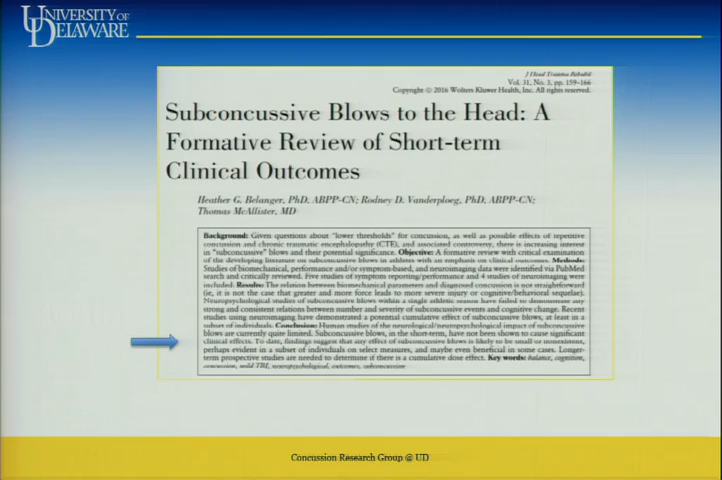 UNIVERSITY OF
DELAWARE
J Head Trauma Rehabil
Vol. 31, No. 3, pp. 159–166
Copyright © 2016 Wolters Kluwer Health, Inc. All rights reserved.
Subconcussive Blows to the Head: A
Formative Review of Short-term
Clinical Outcomes
Heather G. Belanger, PhD, ABPP-CN; Rodney D. Vanderploeg, PhD, ABPP-CN;
Thomas McAllister, MD
Background: Given questions about "lower thresholds" for concussion, as well as possible effects of repetitive
concussion and chronic traumatic encephalopathy (CTE), and associated controversy, there is increasing interest
in "subconcussive" blows and their potential significance. Objective: A formative review with critical examination
of the developing literature on subconcussive blows in athletes with an emphasis on clinical outcomes. Methods:
Studies of biomechanical, performance and/or symptom-based, and neuroimaging data were identified via PubMed
search and critically reviewed. Five studies of symptom reporting/performance and 4 studies of neuroimaging were
included. Results: The relation between biomechanical parameters and diagnosed concussion is not straightforward
(ie, it is not the case that greater and more force leads to more severe injury or cognitive/behavioral sequelae).
Neuropsychological studies of subconcussive blows within a single athletic season have failed to demonstrate any
strong and consistent relations between number and severity of subconcussive events and cognitive change. Recent
studies using neuroimaging have demonstrated a potential cumulative effect of subconcussive blows, at least in a
subset of individuals. Conclusion: Human studies of the neurological/neuropsychological impact of subconcussive
blows are currently quite limited. Subconcussive blows, in the short-term, have not been shown to cause significant
clinical effects. To date, findings suggest that any effect of subconcussive blows is likely to be small or nonexistent,
perhaps evident in a subset of individuals on select measures, and maybe even beneficial in some cases. Longer-
term prospective studies are needed to determine if there is a cumulative dose effect. Key words: balance, cognition,
concussion, mild TBI, neuropsychological, outcomes, subconcussion
Concussion Research Group @ UD